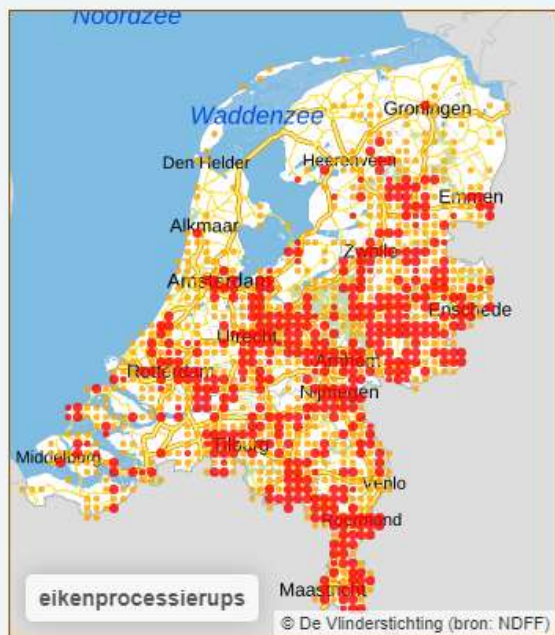 Noordzee
Waddenzee
Groningen
Den Helder
Heerenveen
Emmen
Alkmaar
Zwolle
Amsterdam
Enschede
Utrecht
Arnhem
Rotterdam
Nijmegen
Tilburg
Middelburg
Venlo
Roermond
Maastricht
eikenprocessierups
© De Vlinderstichting (bron: NDFF)